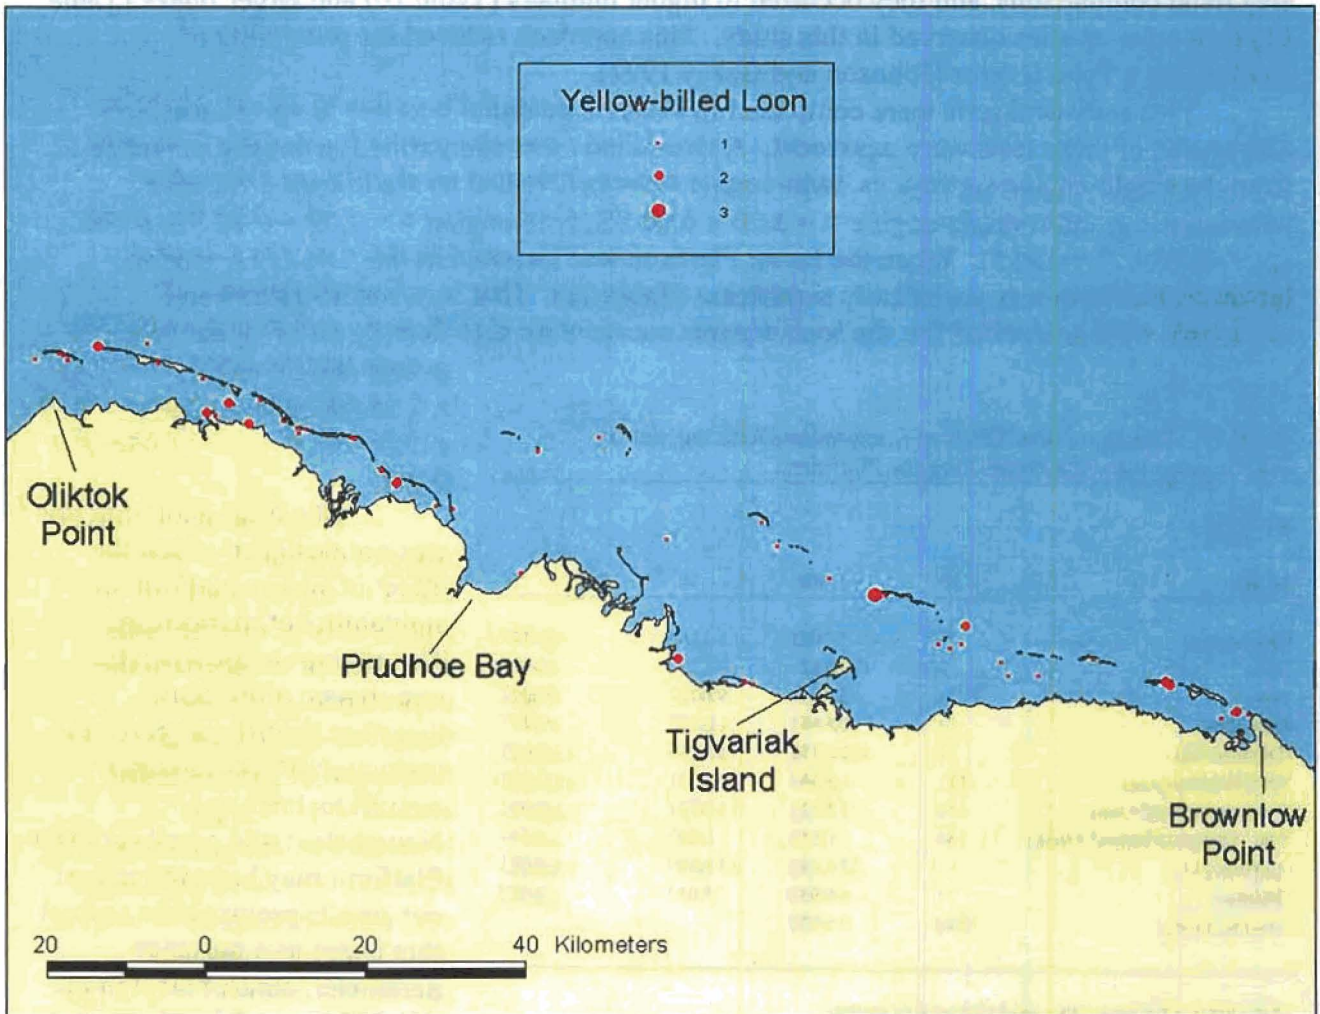 Yellow-billed Loon
1
2
3
Oliktok
Point
Prudhoe Bay
Tigvariak
Island
Brownlow
Point
20 0 20 40 Kilometers